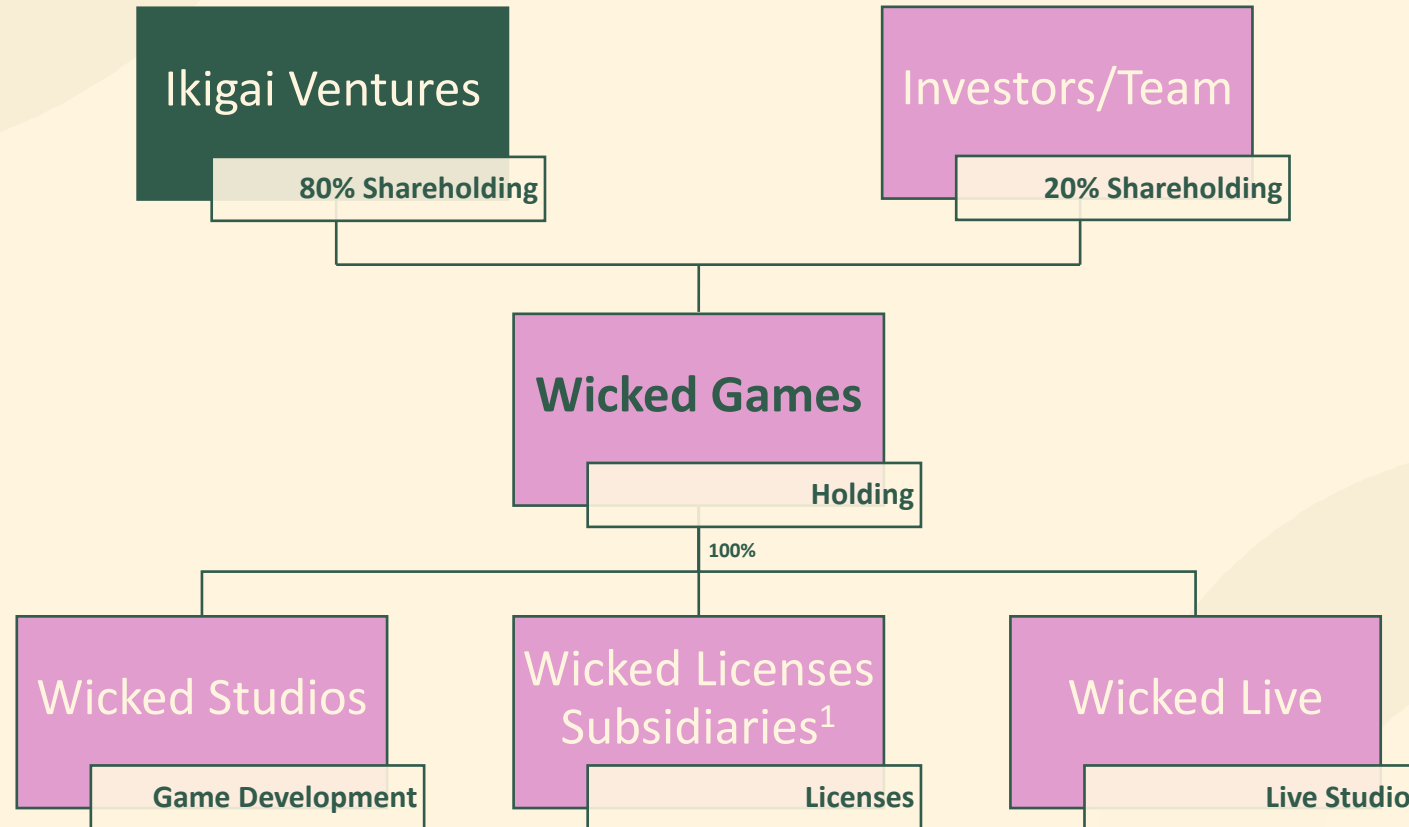 Ikigai Ventures
Investors/Team
80% Shareholding
20% Shareholding
Wicked Games
Holding
100%
Wicked Studios
Wicked Licenses
Subsidiaries¹
Wicked Live
Game Development
Licenses
Live Studio